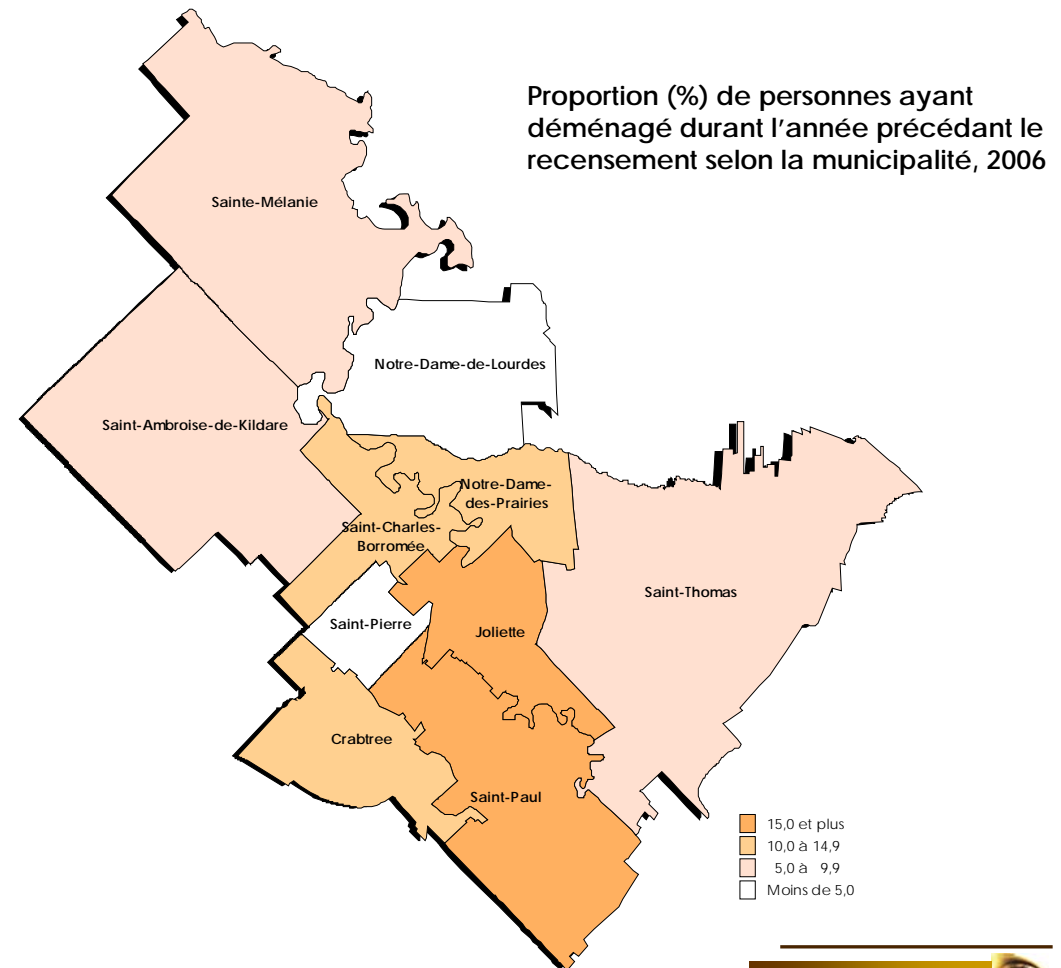 Proportion (%) de personnes ayant
déménagé durant l'année précédant le
recensement selon la municipalité, 2006
Sainte-Mélanie
Notre-Dame-de-Lourdes
Saint-Ambroise-de-Kildare
Notre-Dame-
des-Prairies
Saint-Charles-
Borromée
Saint-Thomas
Saint-Pierre
Joliette
Crabtree
Saint-Paul
15,0 et plus
10,0 à 14,9
5,0 à 9,9
Moins de 5,0